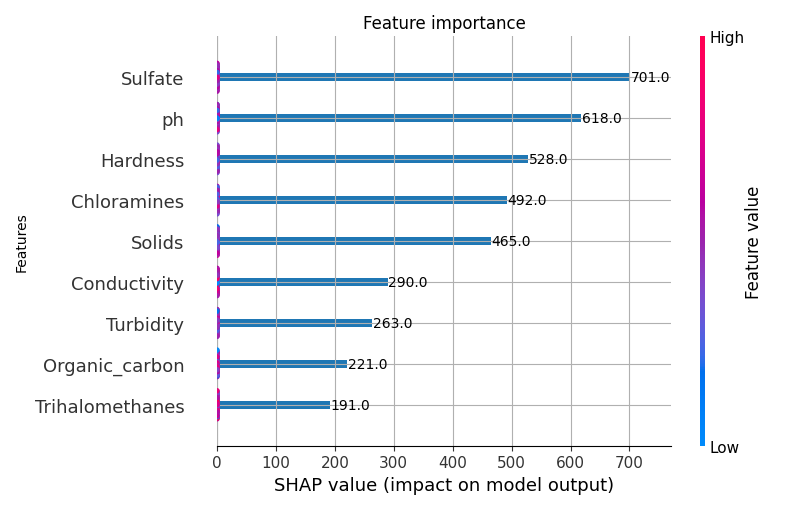 Feature importance
High
Sulfate
701.0
ph
618.0
Hardness
528.0
Chloramines
492.0
Features
Solids
465.0
Feature value
Conductivity
290.0
Turbidity
263.0
Organic_carbon
221.0
Trihalomethanes
191.0
Low
0 100 200 300 400 500 600 700
SHAP value (impact on model output)